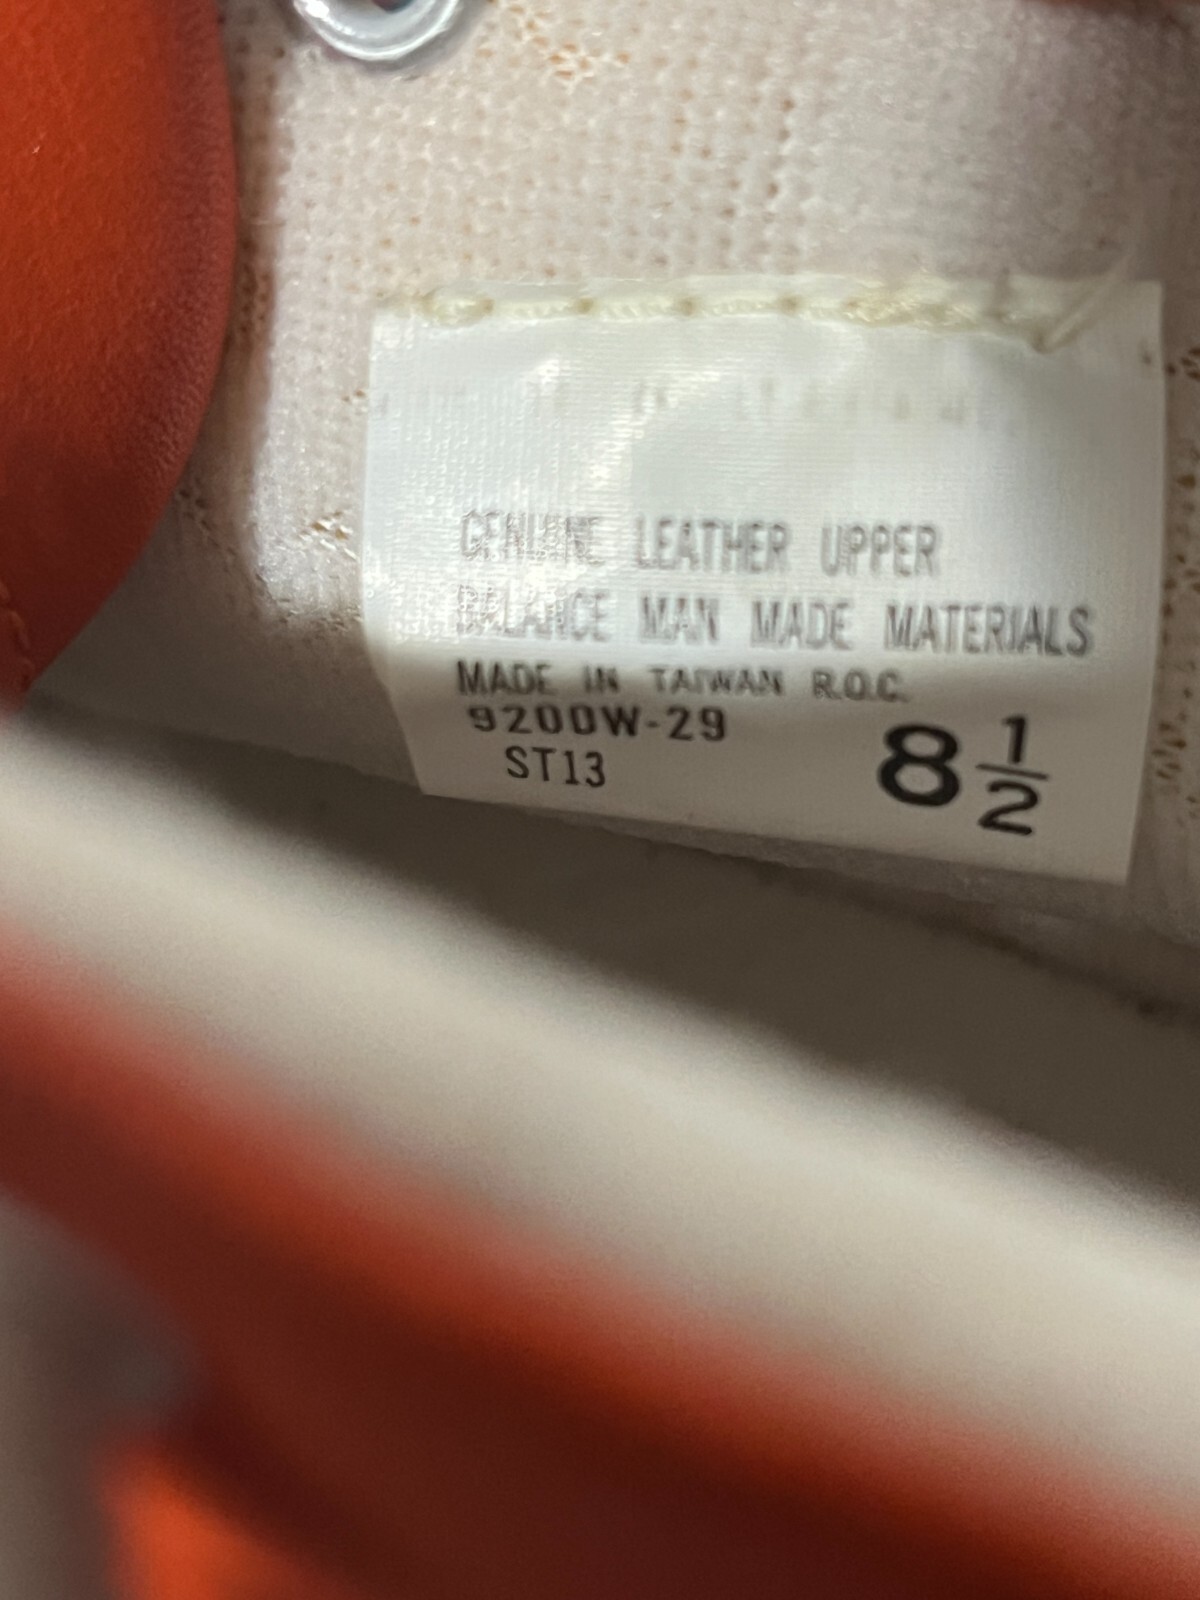 GENUINE LEATHER UPPER
BALANCE MAN MADE MATERIALS
MADE IN TAIWAN R.O.C.
9200W-29
ST13
8 1/2